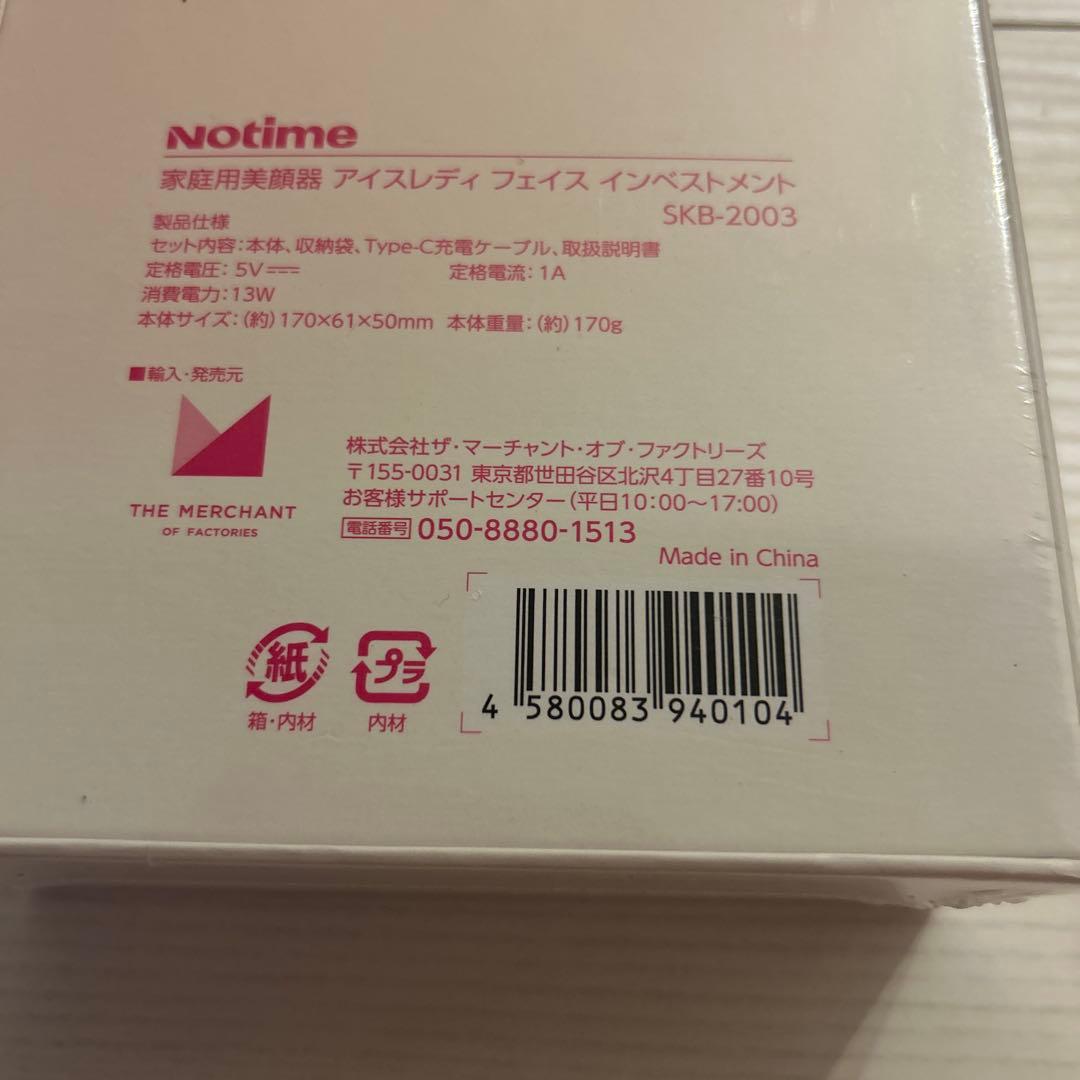 Notime
家庭用美顔器 アイスレディ フェイス インベストメント
SKB-2003
製品仕様
セット内容：本体、収納袋、Type-C充電ケーブル、取扱説明書
定格電圧：5V⎓ 定格電流：1A
消費電力：13W
本体サイズ：(約)170×61×50mm 本体重量：(約)170g
■輸入・発売元
THE MERCHANT
OF FACTORIES
株式会社ザ・マーチャント・オブ・ファクトリーズ
〒155-0031 東京都世田谷区北沢4丁目27番10号
お客様サポートセンター(平日10:00～17:00)
電話番号 050-8880-1513
Made in China
紙
箱・内材
プラ
内材
4 580083 940104